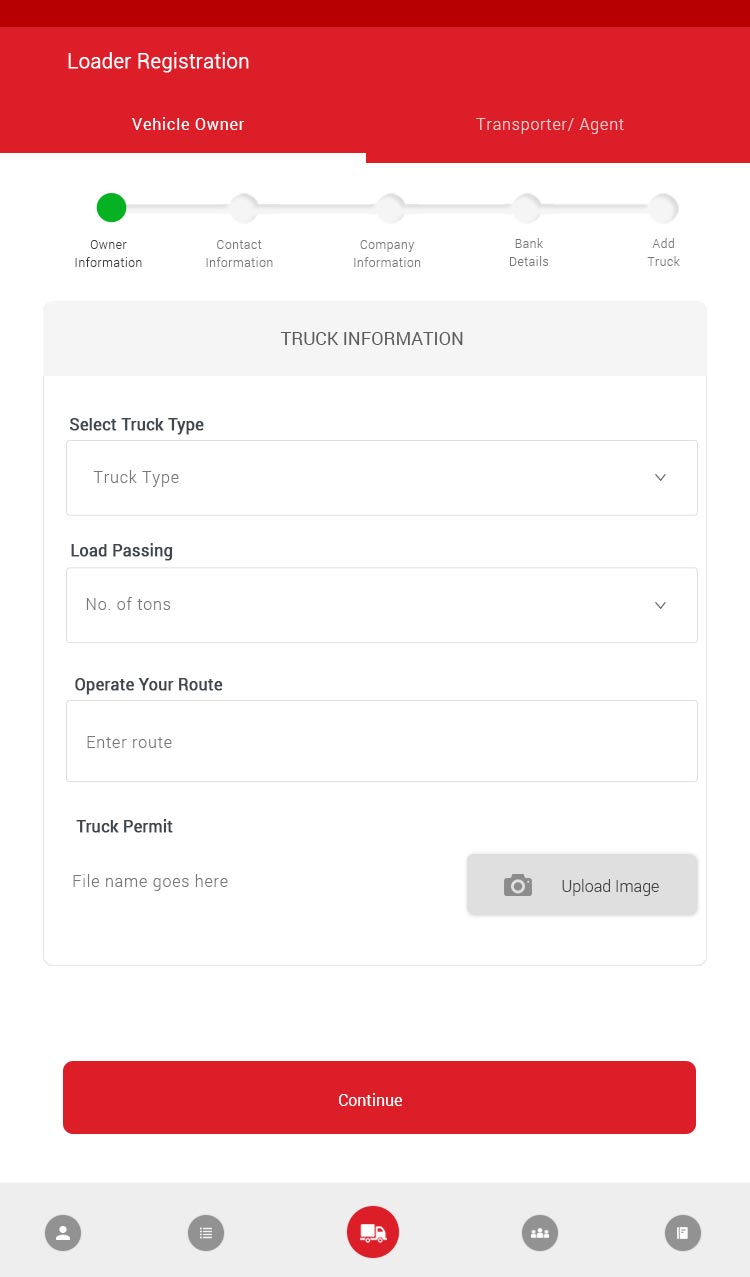 Loader Registration
Vehicle Owner
Transporter/ Agent
Owner
Information
Contact
Information
Company
Information
Bank
Details
Add
Truck
TRUCK INFORMATION
Select Truck Type
Truck Type
Load Passing
No. of tons
Operate Your Route
Enter route
Truck Permit
File name goes here
Upload Image
Continue